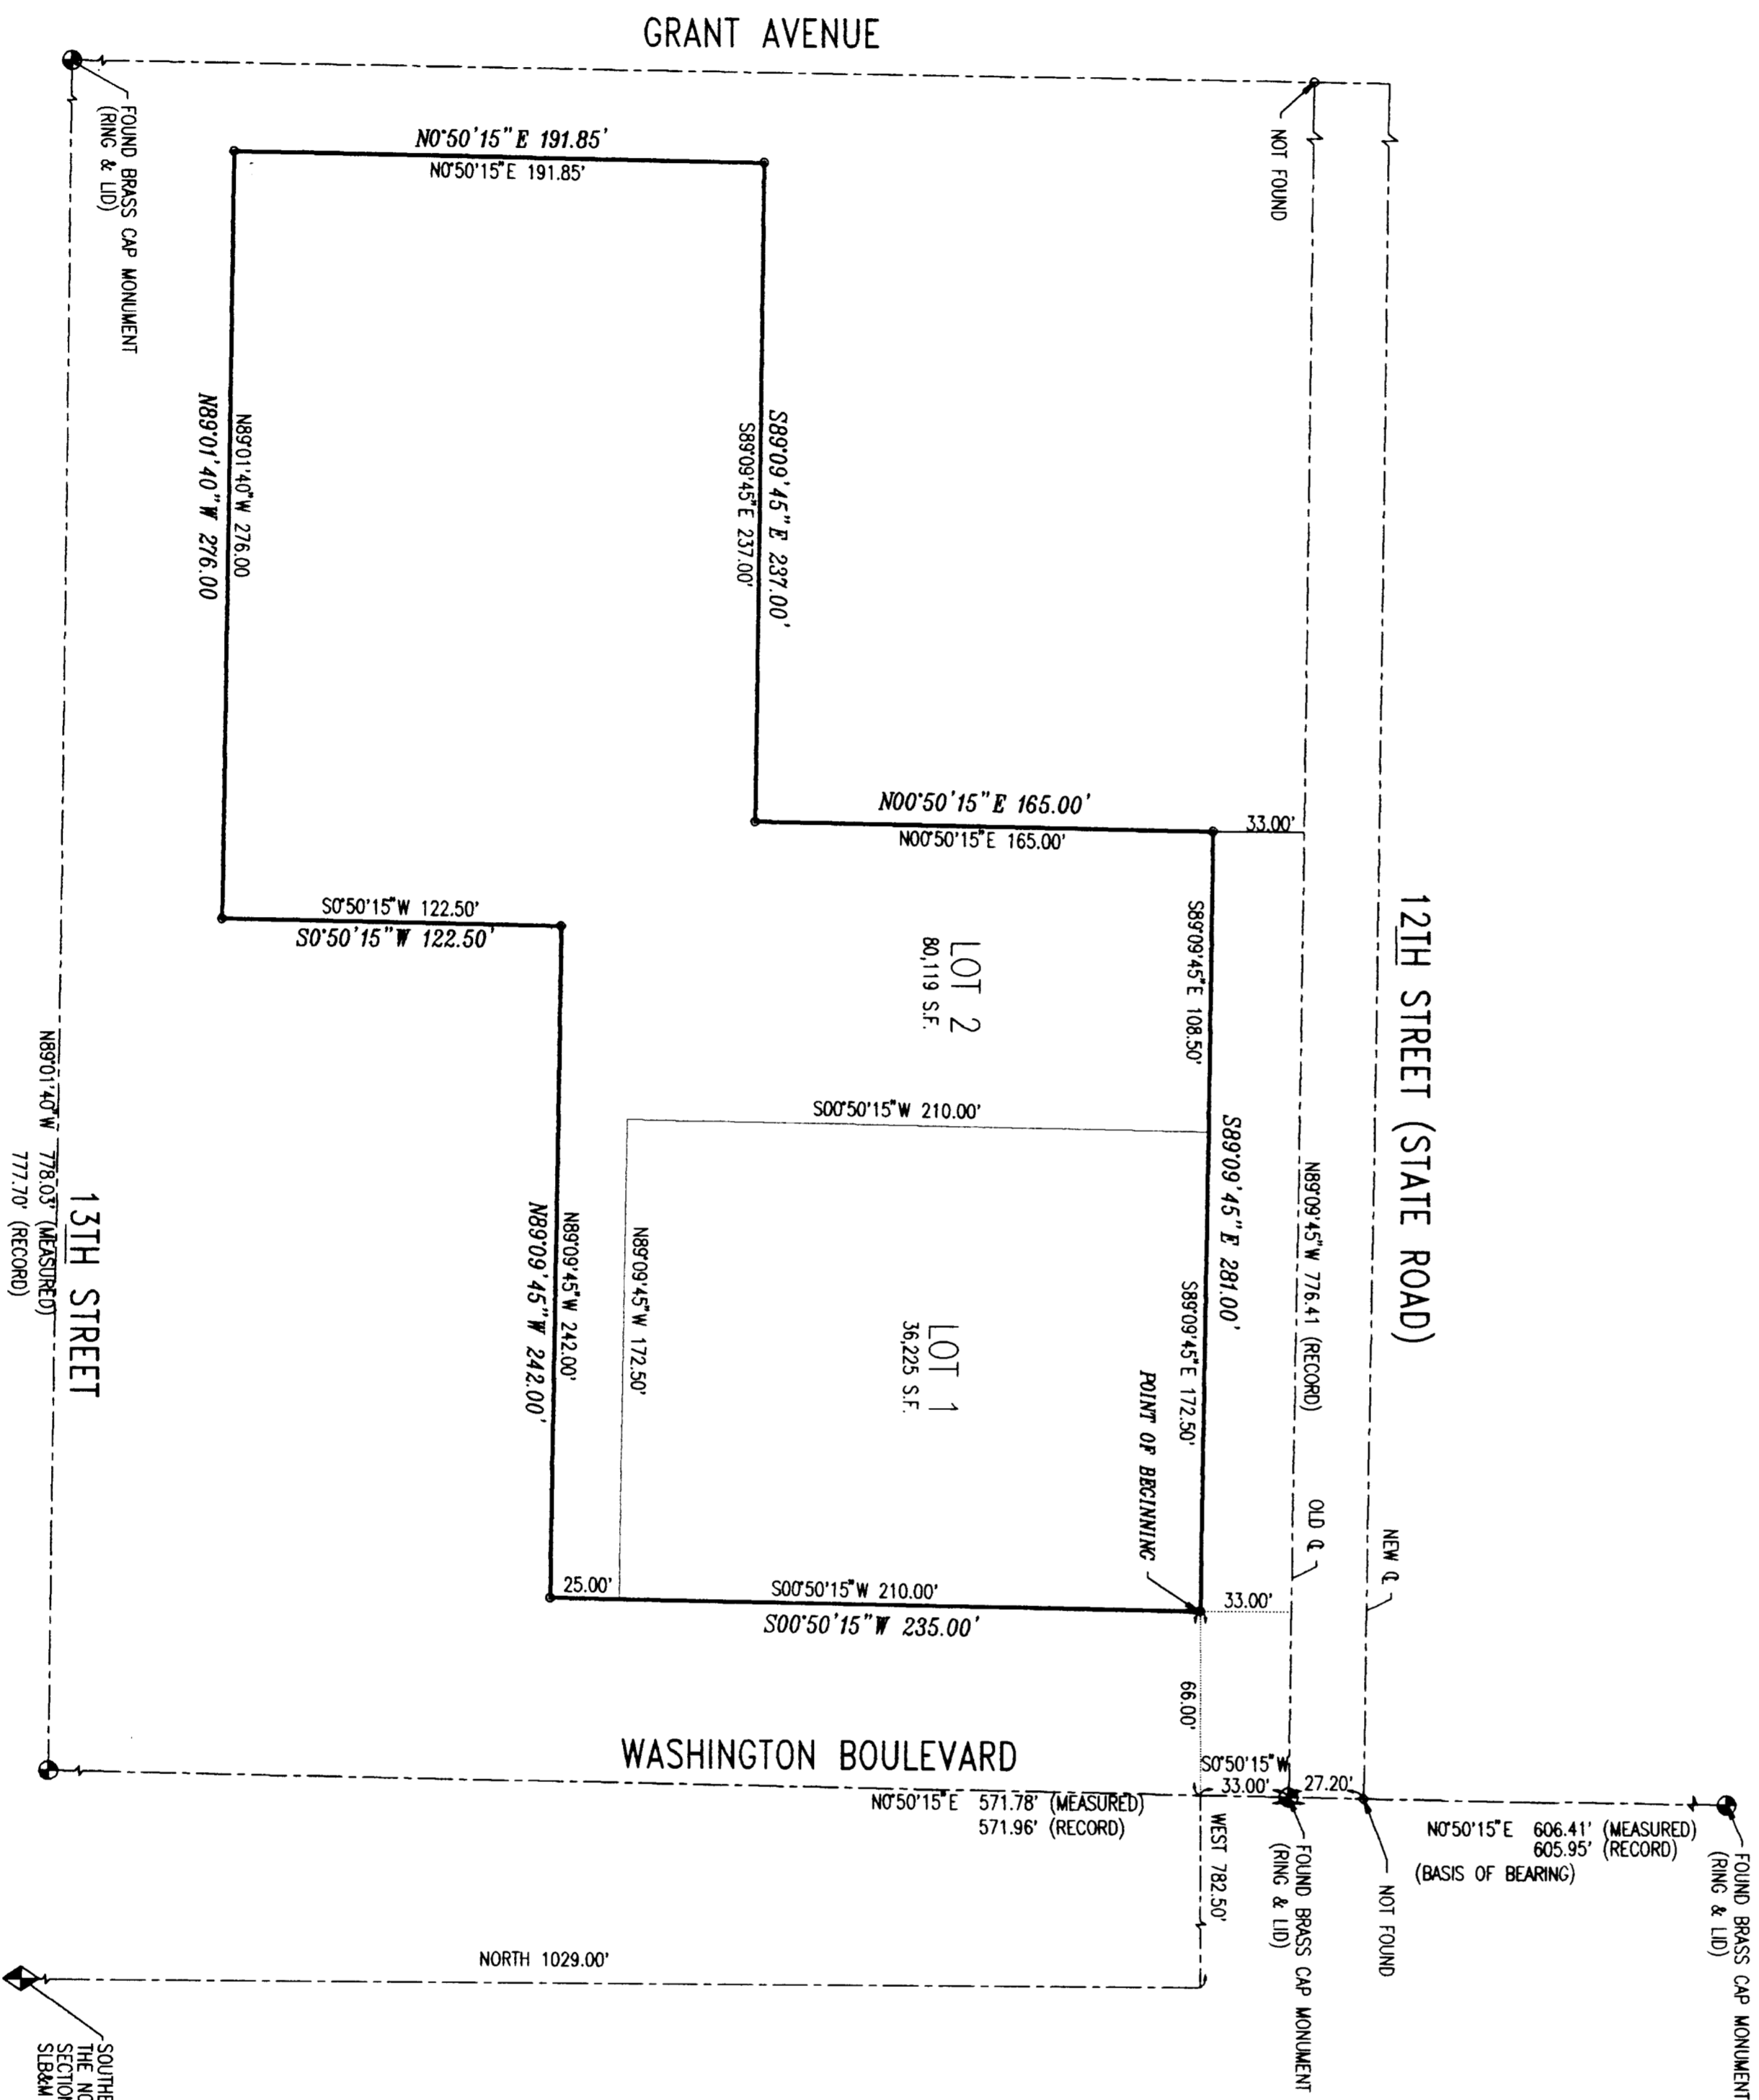 GRANT AVENUE
FOUND BRASS CAP MONUMENT
(RING & LID)
NOT FOUND
N0°50'15"E 191.85'
N0°50'15"E 191.85'
S89°09'45"E 237.00'
S89°09'45"E 237.00'
N89°01'40"W 276.00
N89°01'40"W 276.00
N00°50'15"E 165.00'
N00°50'15"E 165.00'
33.00'
12TH STREET (STATE ROAD)
S0°50'15"W 122.50'
S0°50'15"W 122.50'
LOT 2
80,119 S.F.
S89°09'45"E 108.50'
S89°09'45"E 281.00'
S89°09'45"E 172.50'
N89°09'45"W 776.41 (RECORD)
S00°50'15"W 210.00'
N89°09'45"W 172.50'
LOT 1
36,225 S.F.
N89°09'45"W 242.00'
N89°09'45"W 242.00'
POINT OF BEGINNING
OLD ℄
NEW ℄
N89°01'40"W 778.03' (MEASURED)
777.70' (RECORD)
13TH STREET
25.00'
S00°50'15"W 210.00'
S00°50'15"W 235.00'
33.00'
66.00'
WASHINGTON BOULEVARD
S0°50'15"W
33.00'
27.20'
N0°50'15"E 571.78' (MEASURED)
571.96' (RECORD)
N0°50'15"E 606.41' (MEASURED)
605.95' (RECORD)
(BASIS OF BEARING)
WEST 782.50'
FOUND BRASS CAP MONUMENT
(RING & LID)
NOT FOUND
FOUND BRASS CAP MONUMENT
(RING & LID)
NORTH 1029.00'
SOUTHE
THE NO
SECTION
SLB&M